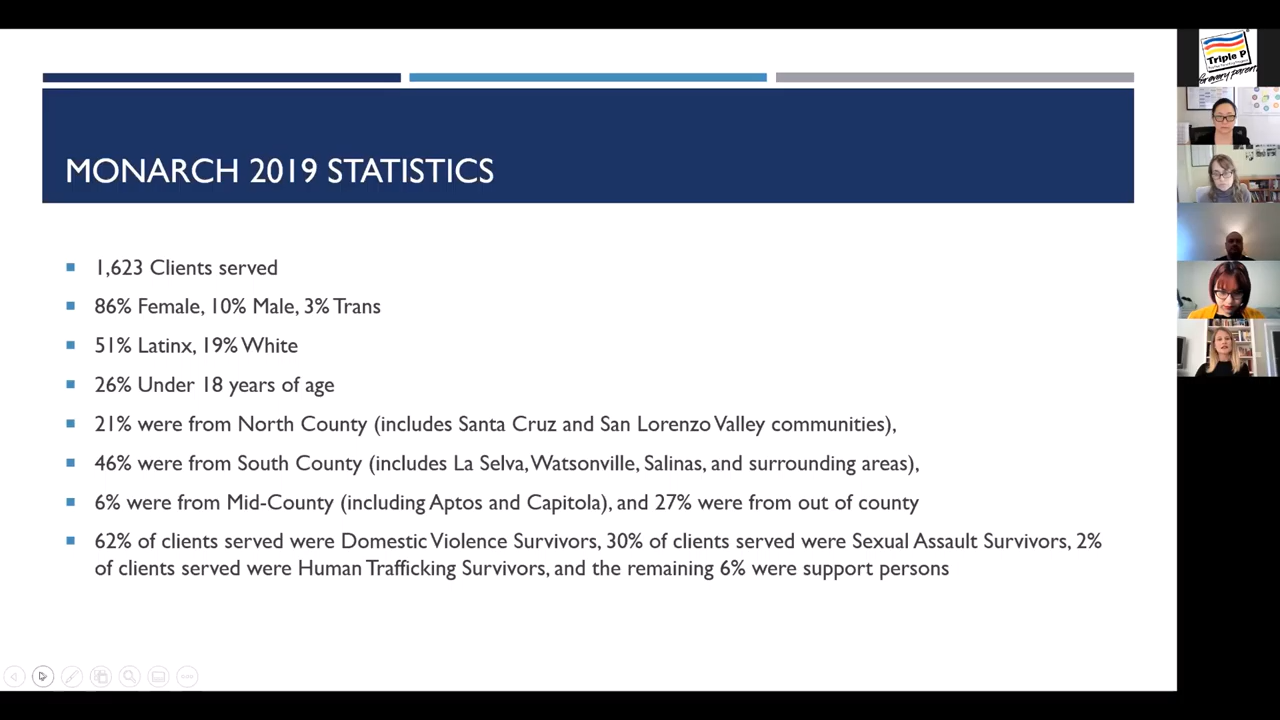 MONARCH 2019 STATISTICS
1,623 Clients served
86% Female, 10% Male, 3% Trans
51% Latinx, 19% White
26% Under 18 years of age
21% were from North County (includes Santa Cruz and San Lorenzo Valley communities),
46% were from South County (includes La Selva, Watsonville, Salinas, and surrounding areas),
6% were from Mid-County (including Aptos and Capitola), and 27% were from out of county
62% of clients served were Domestic Violence Survivors, 30% of clients served were Sexual Assault Survivors, 2%
of clients served were Human Trafficking Survivors, and the remaining 6% were support persons
Triple P
for every parent